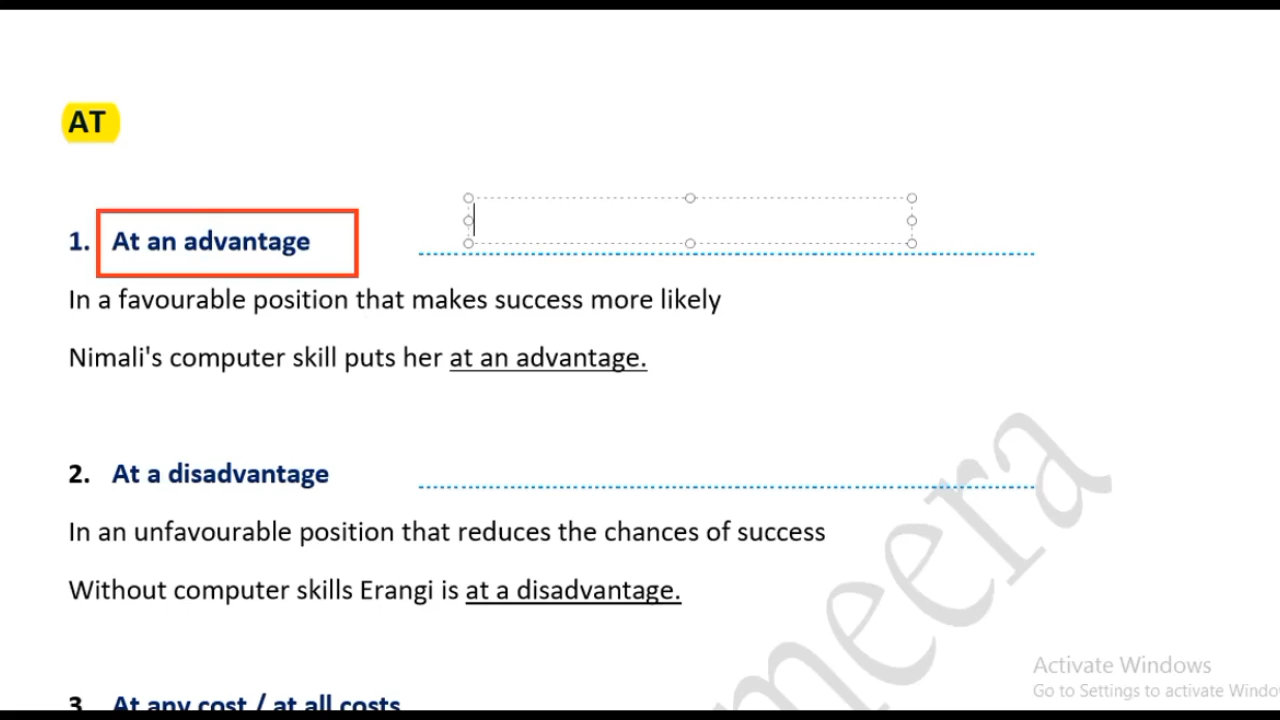 AT
1. At an advantage
In a favourable position that makes success more likely
Nimali's computer skill puts her at an advantage.
2. At a disadvantage
In an unfavourable position that reduces the chances of success
Without computer skills Erangi is at a disadvantage.
meera
Activate Windows
Go to Settings to activate Windo
3 At any cost / at all costs